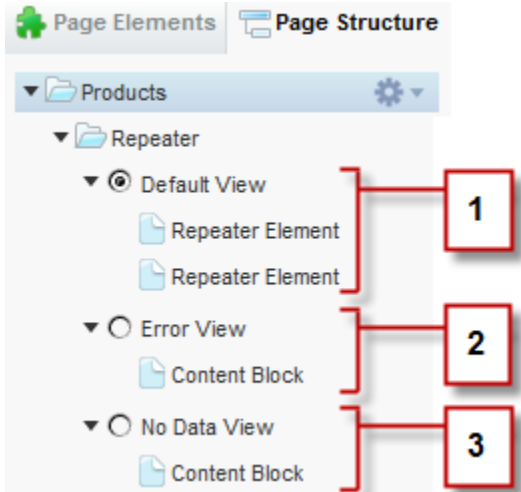 Page Elements Page Structure
Products
Repeater
Default View
1
Repeater Element
Repeater Element
Error View
2
Content Block
No Data View
3
Content Block